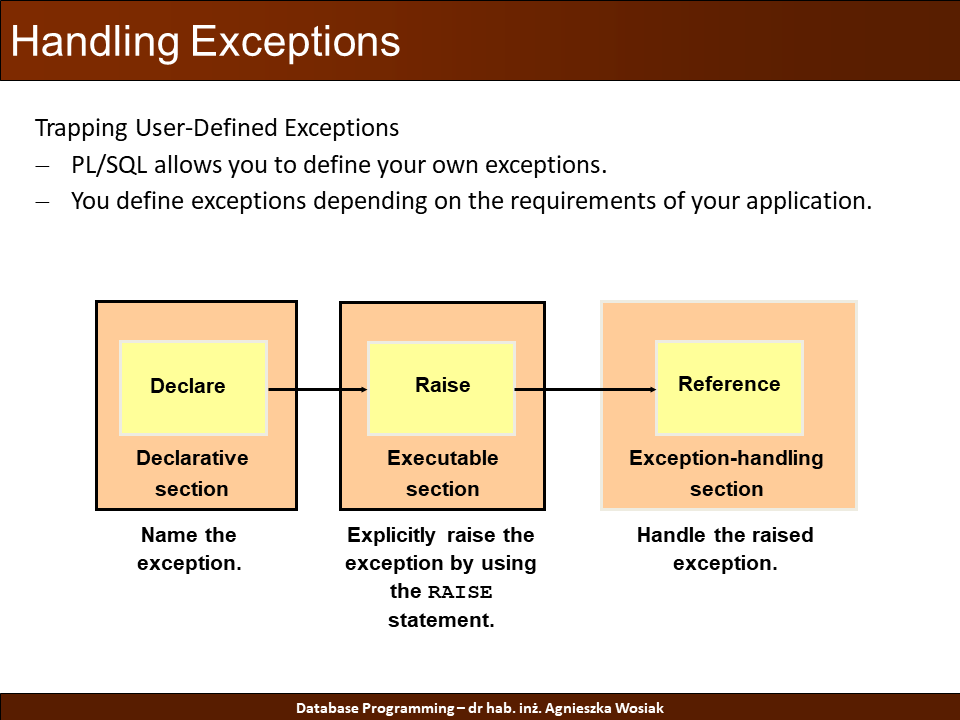 Handling Exceptions
Trapping User-Defined Exceptions
– PL/SQL allows you to define your own exceptions.
– You define exceptions depending on the requirements of your application.
Declare
Declarative
section
Name the
exception.
Raise
Executable
section
Explicitly raise the
exception by using
the RAISE
statement.
Reference
Exception-handling
section
Handle the raised
exception.
Database Programming – dr hab. inż. Agnieszka Wosiak